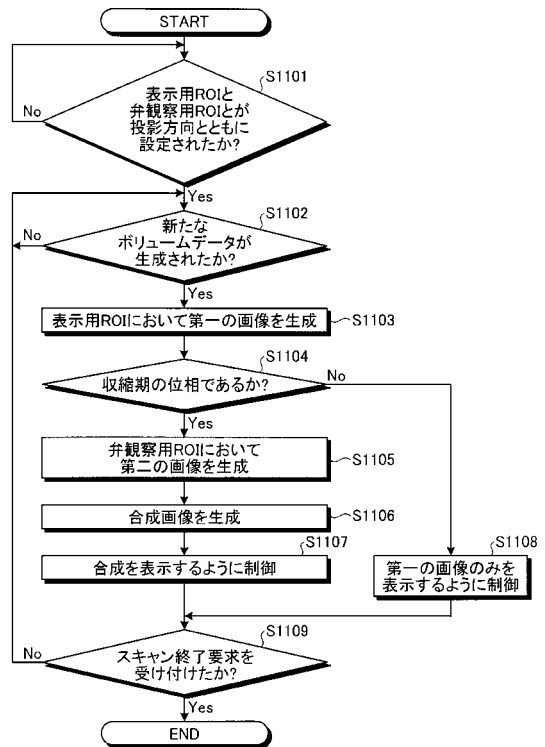 START
S1101
表示用ROIと
弁観察用ROIとが
投影方向とともに
設定されたか?
No
Yes
S1102
新たな
ボリュームデータが
生成されたか?
No
Yes
表示用ROIにおいて第一の画像を生成
S1103
S1104
収縮期の位相であるか?
No
Yes
弁観察用ROIにおいて
第二の画像を生成
S1105
合成画像を生成
S1106
S1107
合成を表示するように制御
S1108
第一の画像のみを
表示するように制御
S1109
スキャン終了要求を
受け付けたか?
No
Yes
END